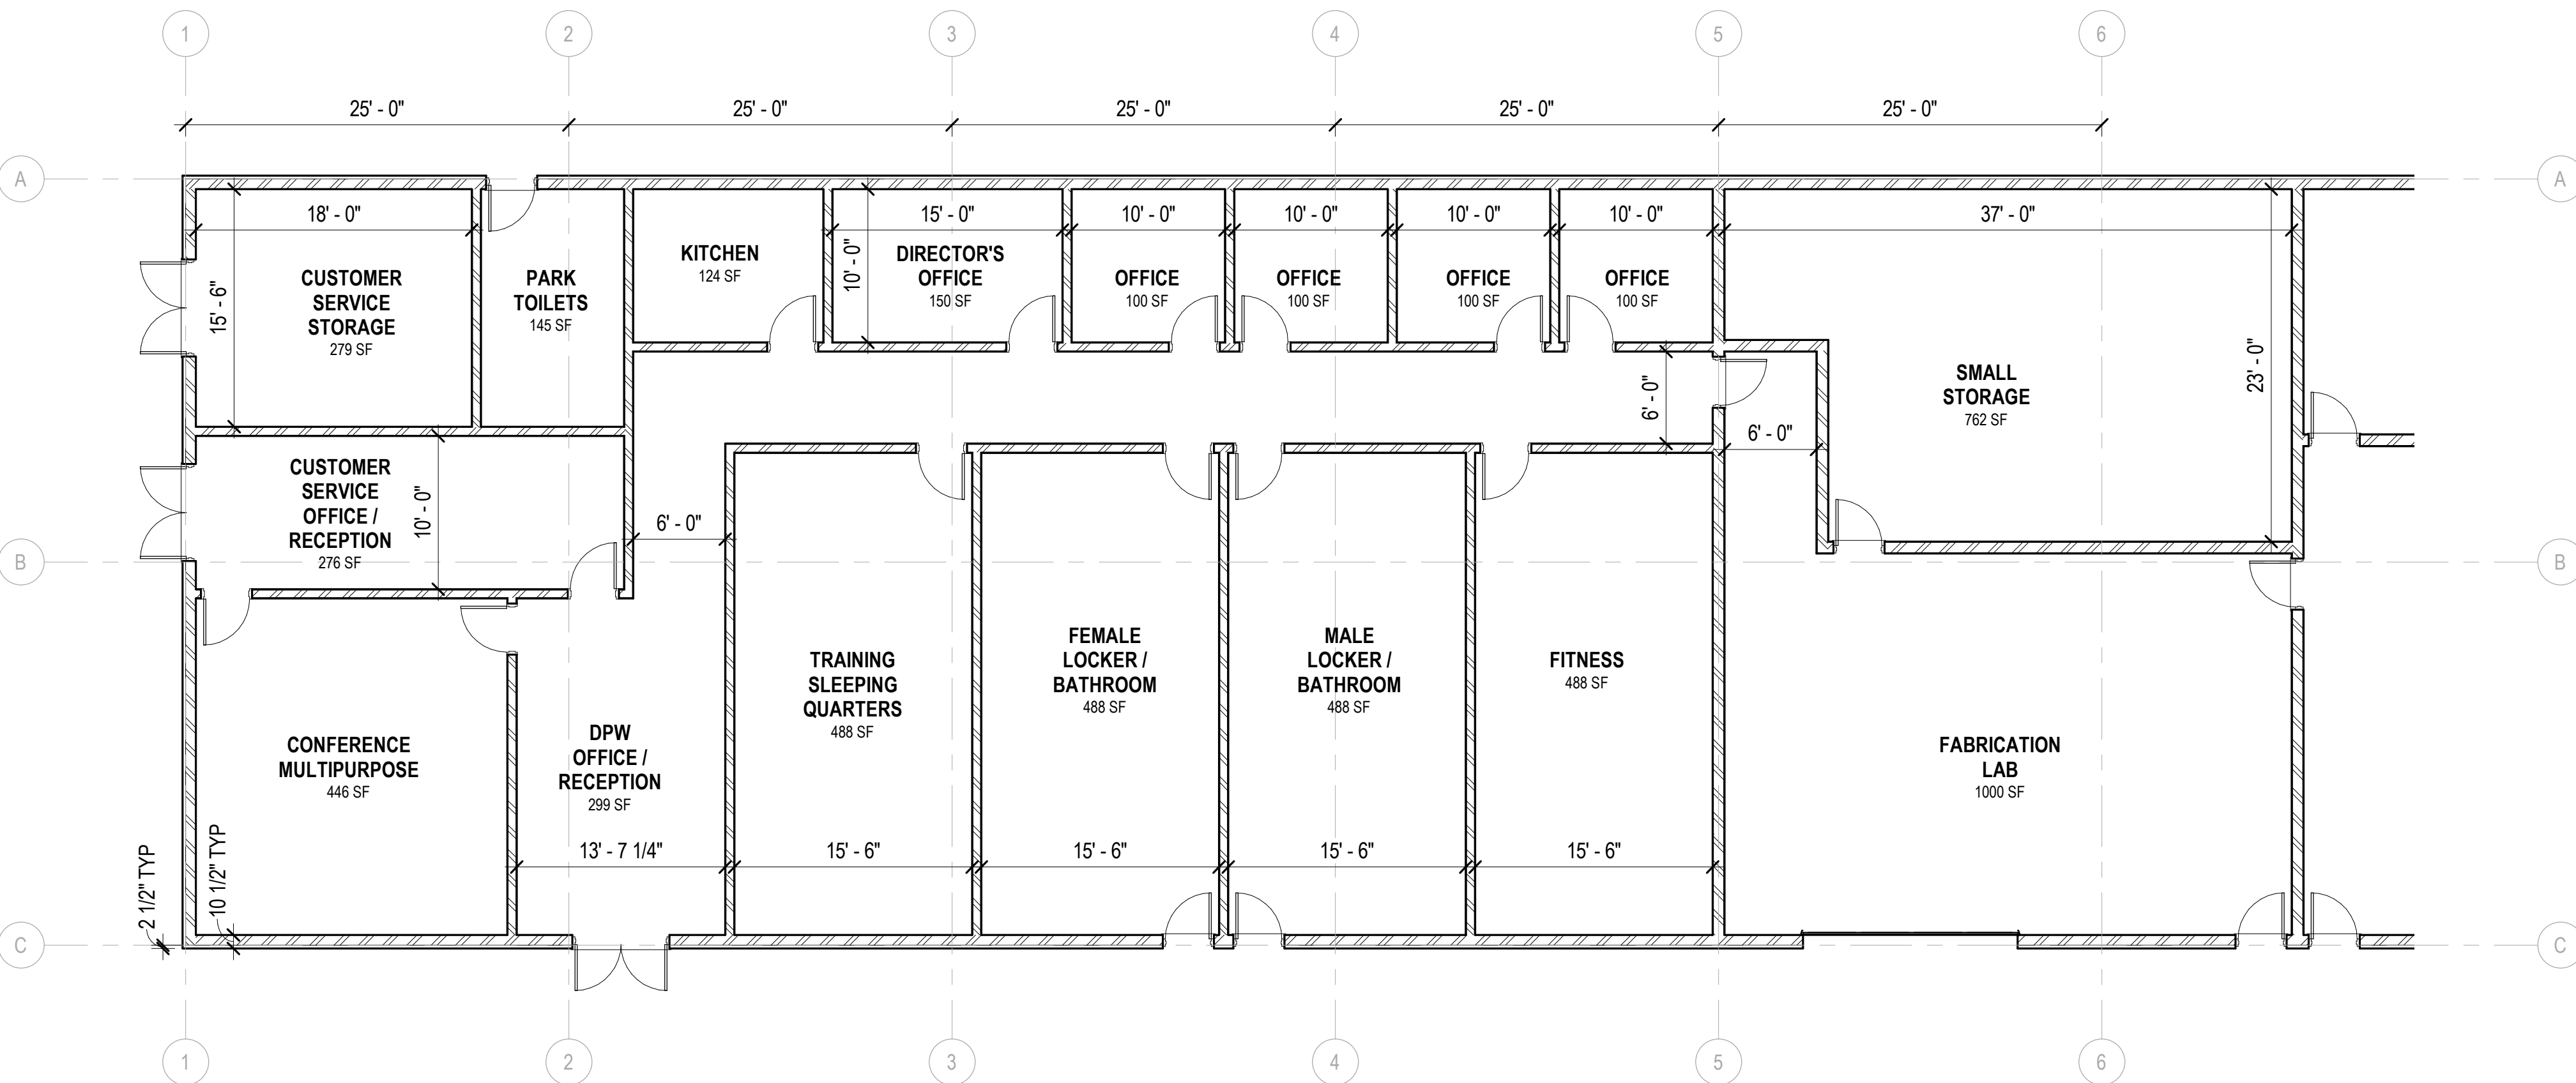 1 2 3 4 5 6
25' - 0" 25' - 0" 25' - 0" 25' - 0" 25' - 0"
A A
18' - 0" 15' - 0" 10' - 0" 10' - 0" 10' - 0" 10' - 0" 37' - 0"
15' - 6"
CUSTOMER
SERVICE
STORAGE
279 SF
PARK
TOILETS
145 SF
KITCHEN
124 SF
10' - 0"
DIRECTOR'S
OFFICE
150 SF
OFFICE
100 SF
OFFICE
100 SF
OFFICE
100 SF
OFFICE
100 SF
SMALL
STORAGE
762 SF
23' - 0"
6' - 0"
6' - 0"
CUSTOMER
SERVICE
OFFICE /
RECEPTION
276 SF
10' - 0"
6' - 0"
B B
CONFERENCE
MULTIPURPOSE
446 SF
DPW
OFFICE /
RECEPTION
299 SF
TRAINING
SLEEPING
QUARTERS
488 SF
FEMALE
LOCKER /
BATHROOM
488 SF
MALE
LOCKER /
BATHROOM
488 SF
FITNESS
488 SF
FABRICATION
LAB
1000 SF
13' - 7 1/4" 15' - 6" 15' - 6" 15' - 6" 15' - 6"
2 1/2" TYP
10 1/2" TYP
C C
1 2 3 4 5 6